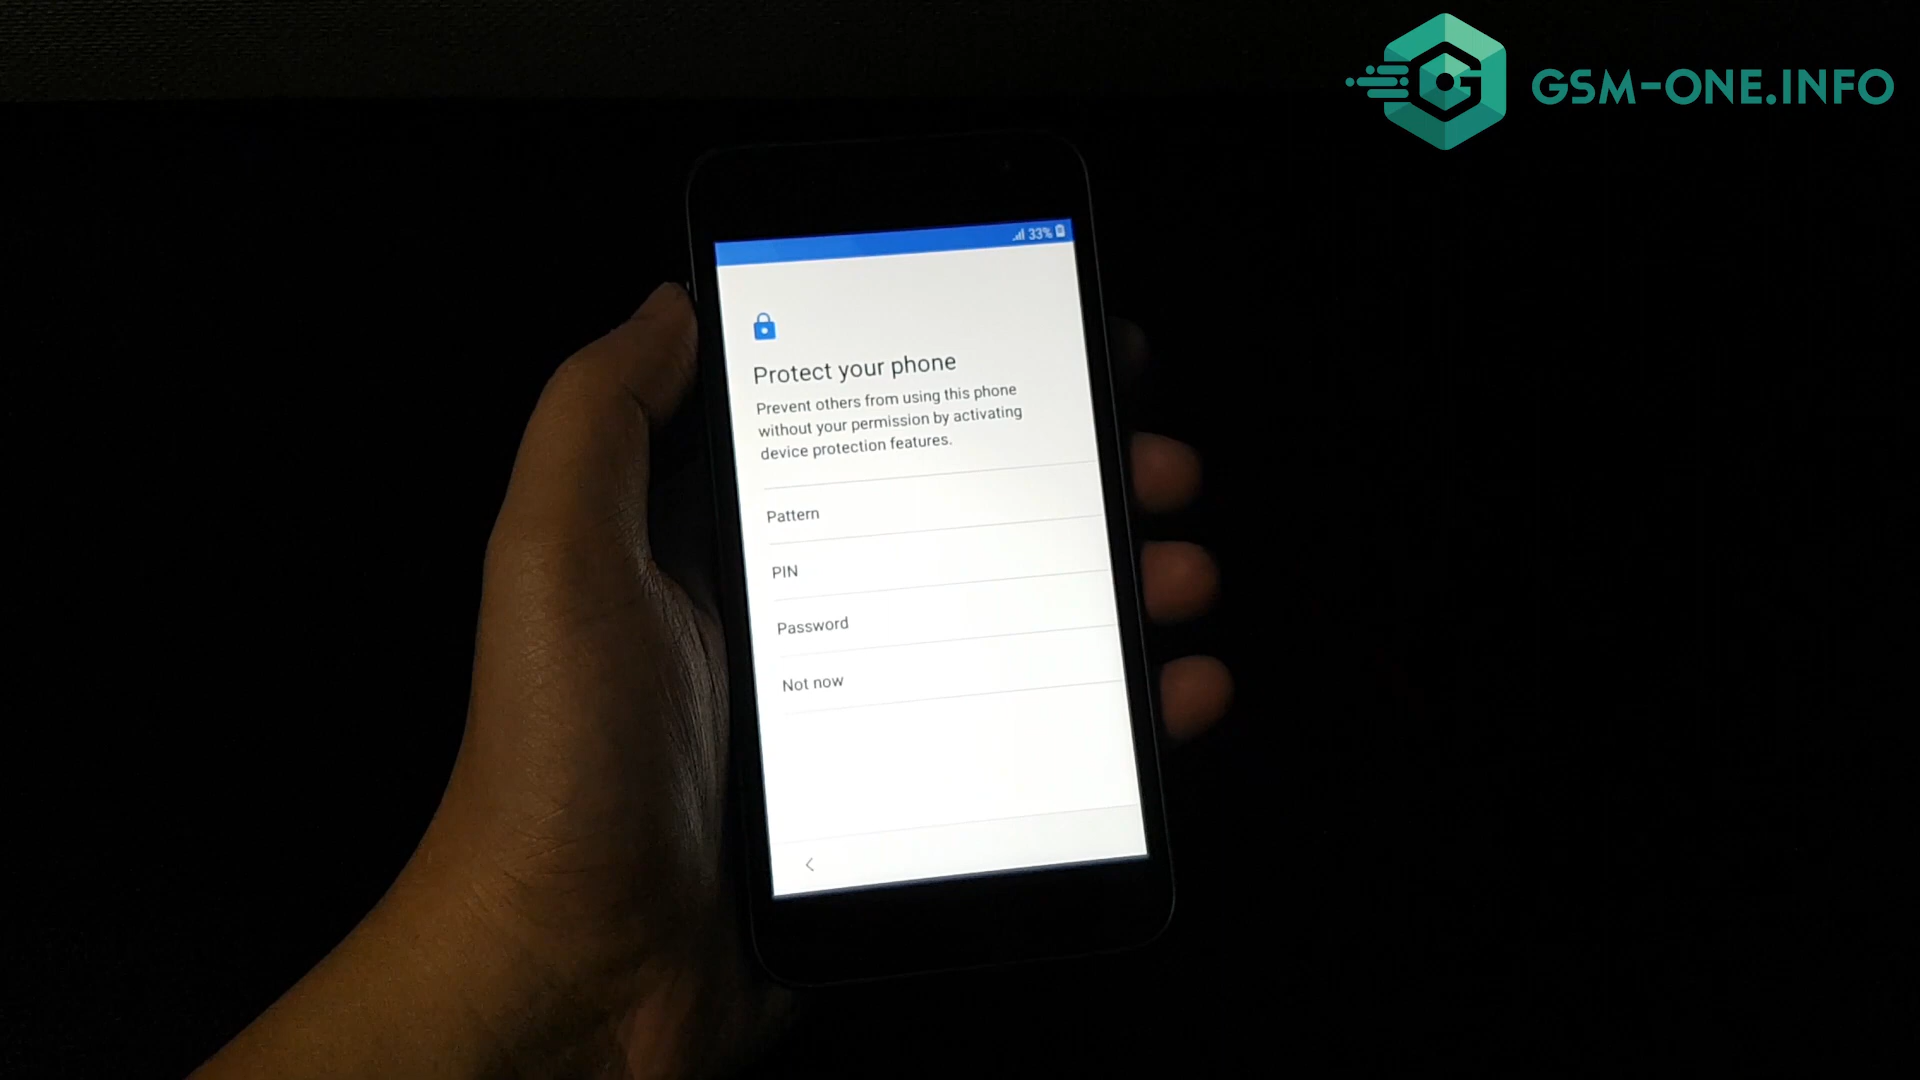 GSM-ONE.INFO
33%
Protect your phone
Prevent others from using this phone
without your permission by activating
device protection features.
Pattern
PIN
Password
Not now